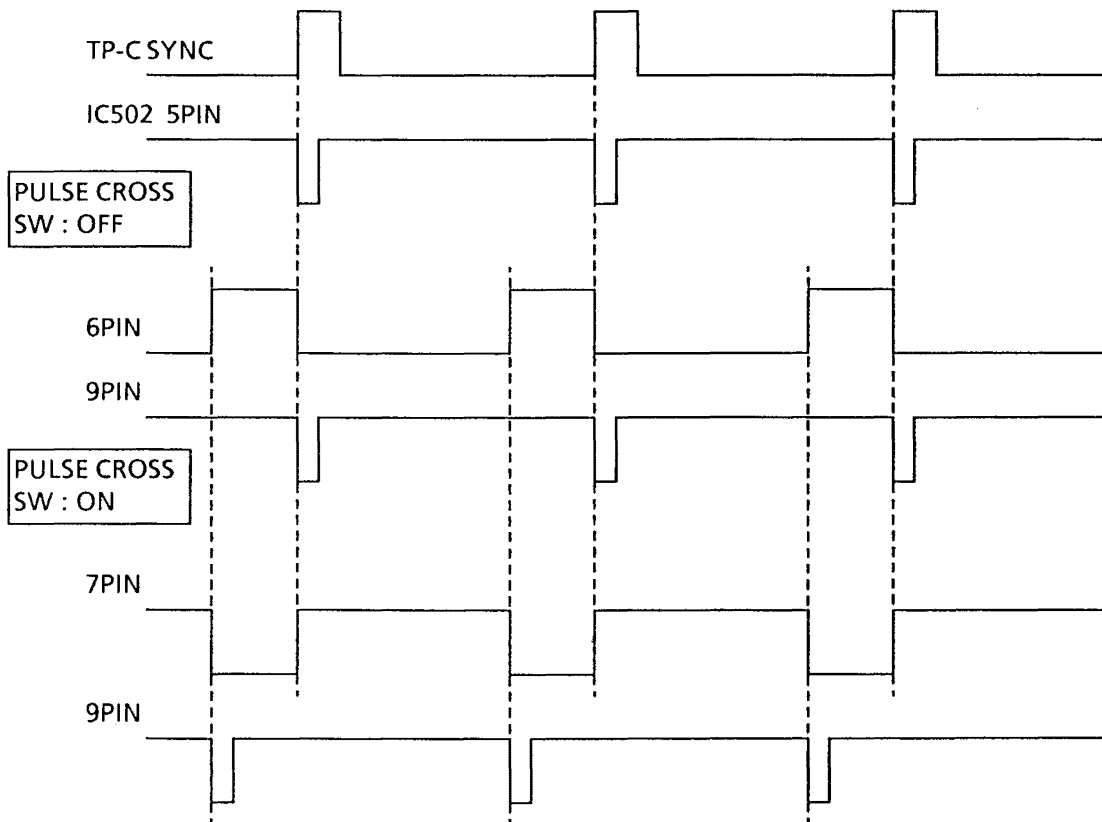 TP-C SYNC
IC502 5PIN
PULSE CROSS
SW : OFF
6PIN
9PIN
PULSE CROSS
SW : ON
7PIN
9PIN